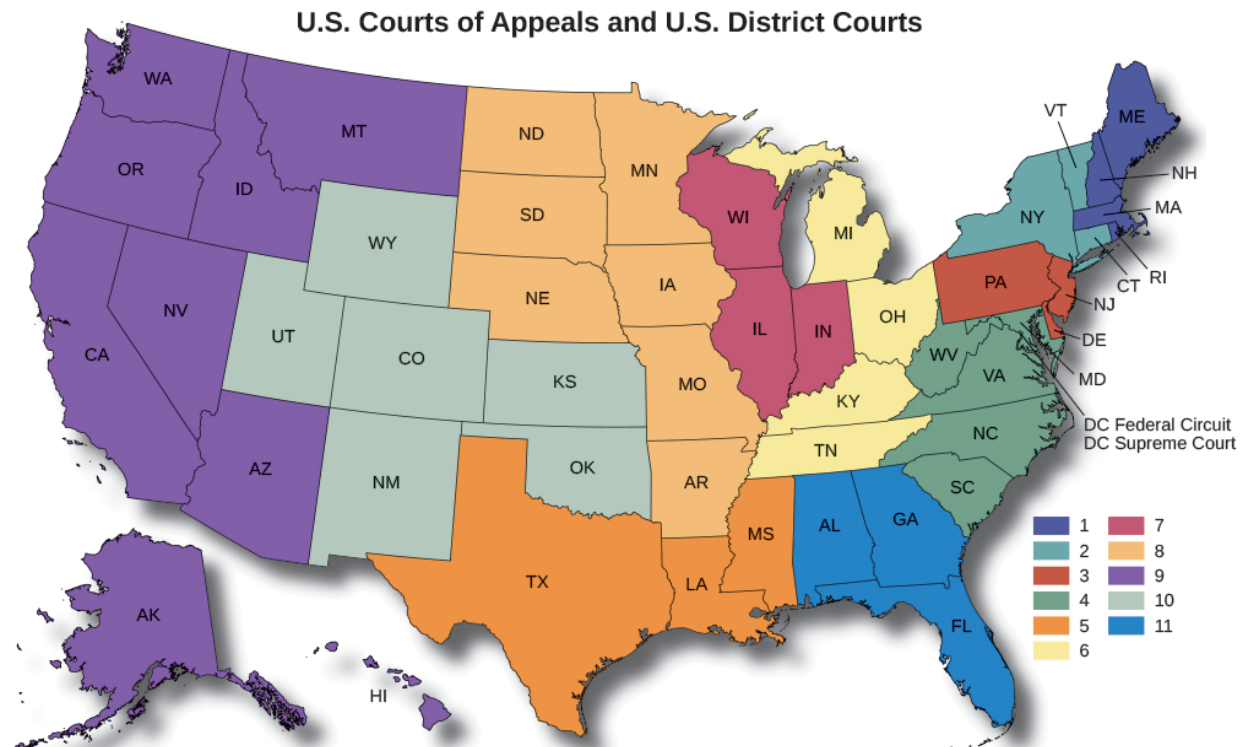 U.S. Courts of Appeals and U.S. District Courts
WA
MT
ND
MN
VT
ME
OR
ID
SD
WI
MI
NY
NH
MA
WY
IA
PA
CT
RI
NE
NJ
NV
UT
CO
IL
IN
OH
DE
CA
KS
MO
WV
VA
MD
KY
DC Federal Circuit
DC Supreme Court
NC
TN
AZ
NM
OK
AR
SC
MS
AL
GA
TX
LA
FL
AK
HI
1
2
3
4
5
6
7
8
9
10
11